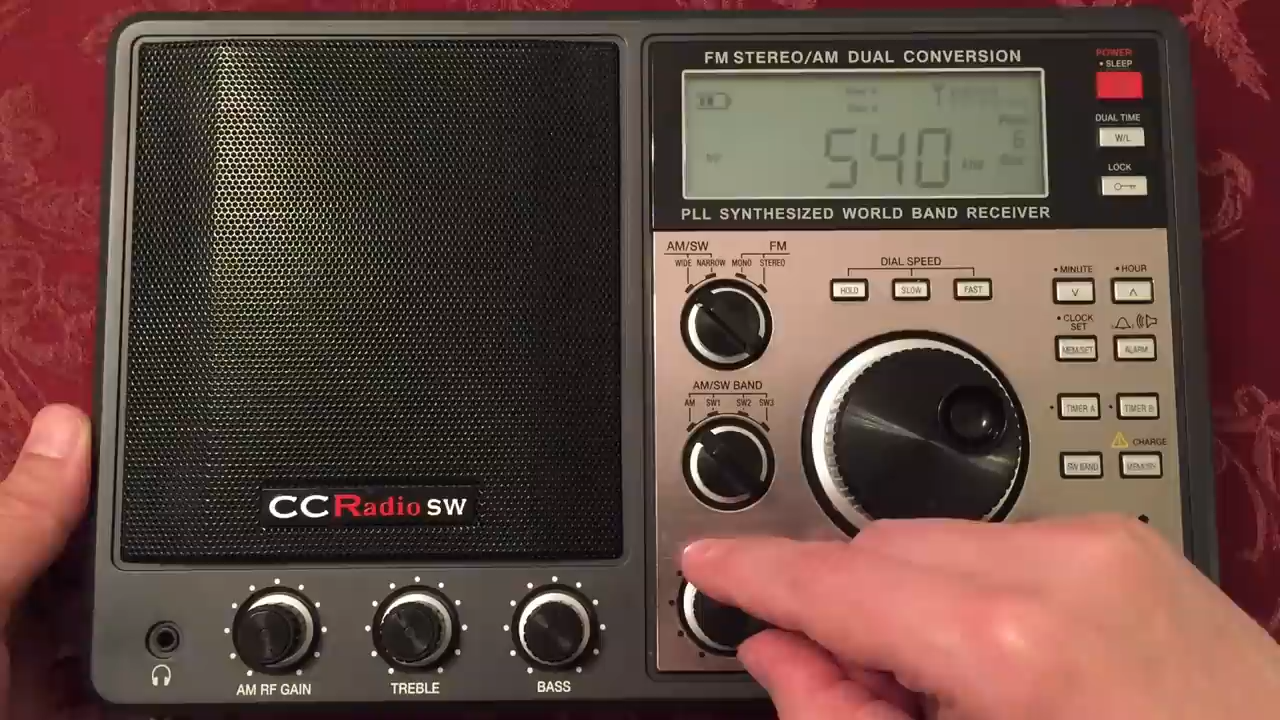 FM STEREO/AM DUAL CONVERSION
POWER
• SLEEP
DUAL TIME
W/L
LOCK
540
PLL SYNTHESIZED WORLD BAND RECEIVER
AM/SW FM
WIDE NARROW MONO STEREO
DIAL SPEED
HOLD SLOW FAST
• MINUTE • HOUR
• CLOCK SET
MEM/SET ALARM
AM/SW BAND
AM SW1 SW2 SW3
• TIMER A • TIMER B
CHARGE
SW BAND MEM/SW
CCRadio SW
AM RF GAIN TREBLE BASS